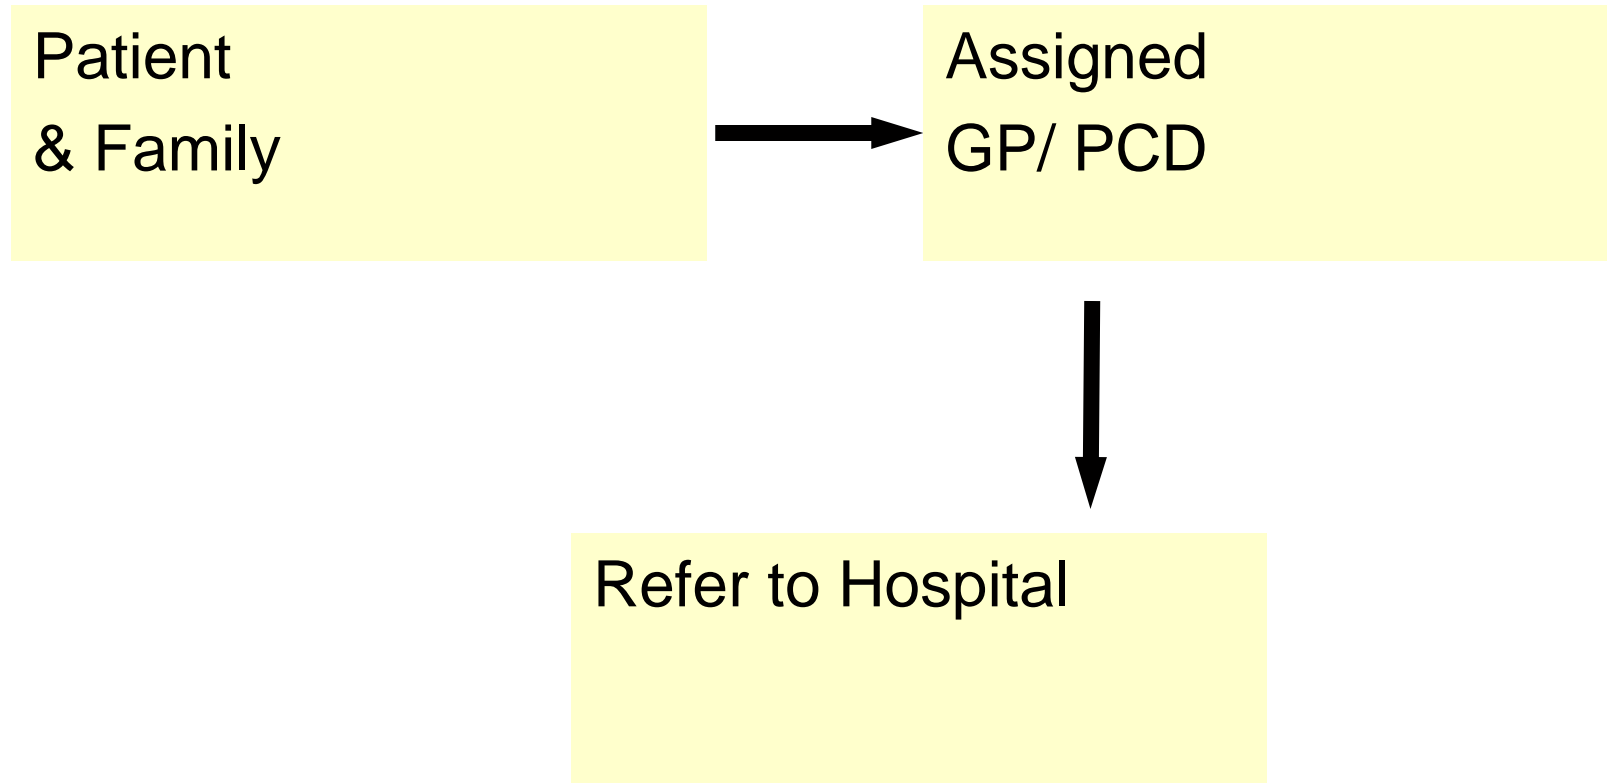 Patient
& Family
Assigned
GP/ PCD
Refer to Hospital